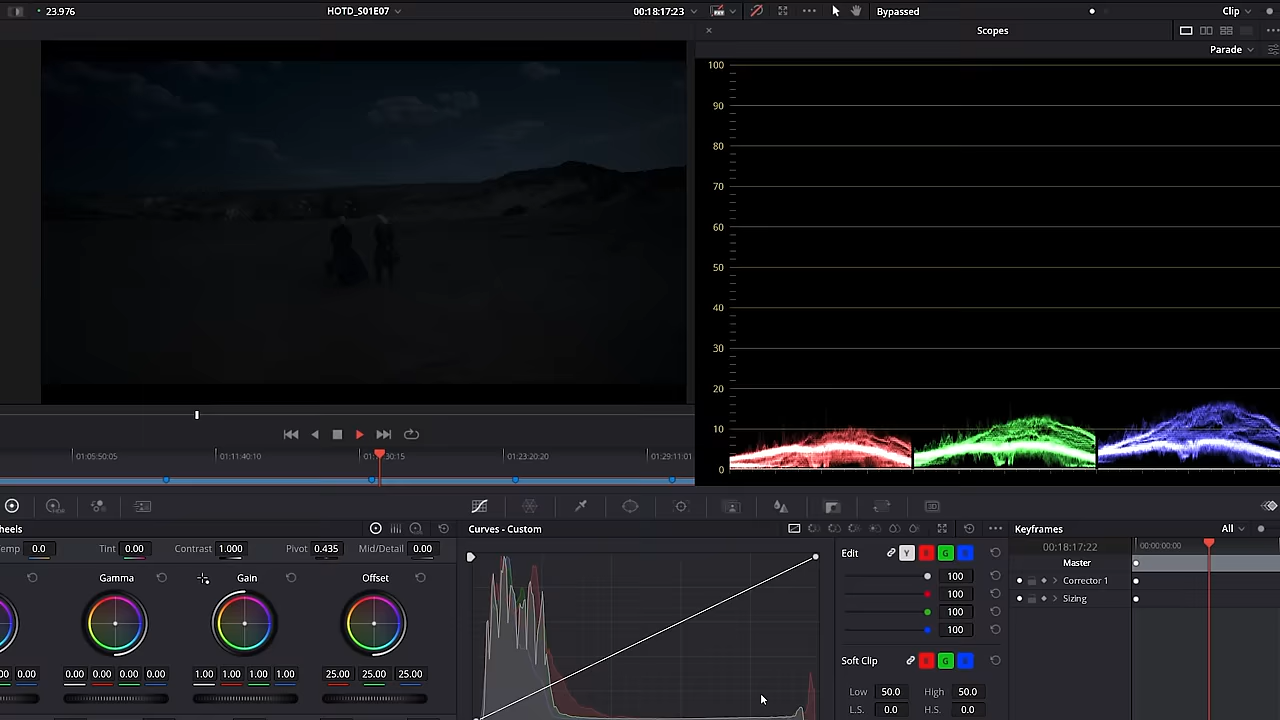 23.976
HOTD_S01E07
00:18:17:23
Bypassed
Clip
Scopes
Parade
100
90
80
70
60
50
40
30
20
10
0
01:05:50:05
01:11:40:10
01:23:20:20
01:29:11:01
Wheels
Curves - Custom
Keyframes
All
Temp 0.0
Tint 0.00
Contrast 1.000
Pivot 0.435
Mid/Detail 0.00
Gamma
Gain
Offset
0.00 0.00
0.00 0.00 0.00 0.00
1.00 1.00 1.00 1.00
25.00 25.00 25.00
Edit
Y
100
100
100
100
Soft Clip
R G B
Low 50.0 High 50.0
L.S. 0.0 H.S. 0.0
00:18:17:22
00:00:00:00
Master
Corrector 1
Sizing